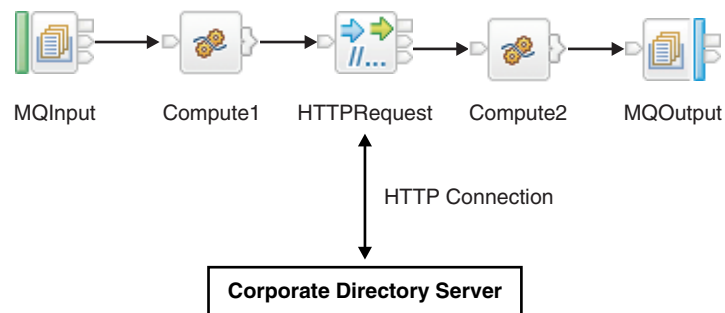 //...
MQInput
Compute1
HTTPRequest
Compute2
MQOutput
HTTP Connection
Corporate Directory Server